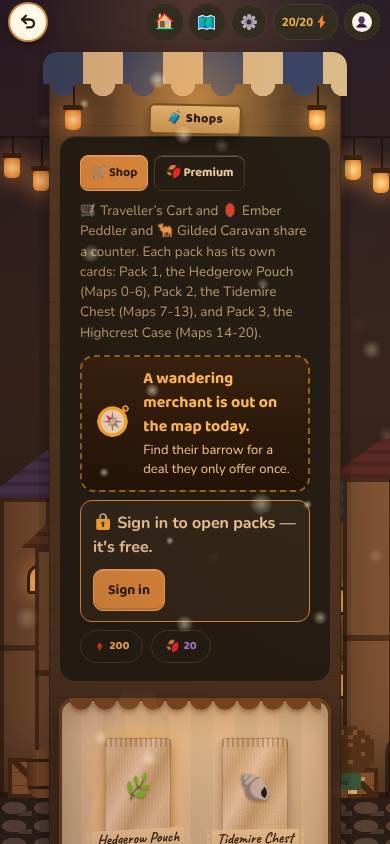 20/20
Shops
Shop
Premium
Traveller's Cart and Ember
Peddler and Gilded Caravan share
a counter. Each pack has its own
cards: Pack 1, the Hedgerow Pouch
(Maps 0-6), Pack 2, the Tidemire
Chest (Maps 7-13), and Pack 3, the
Highcrest Case (Maps 14-20).
A wandering
merchant is out on
the map today.
Find their barrow for a
deal they only offer once.
Sign in to open packs —
it's free.
Sign in
200
20
Hedgerow Pouch
Tidemire Chest